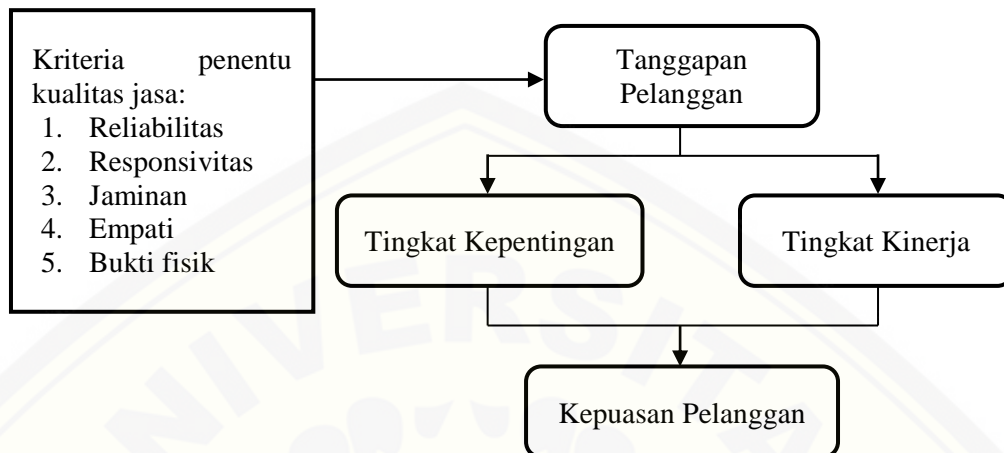 Kriteria penentu
kualitas jasa:
1. Reliabilitas
2. Responsivitas
3. Jaminan
4. Empati
5. Bukti fisik
Tanggapan
Pelanggan
Tingkat Kepentingan
Tingkat Kinerja
Kepuasan Pelanggan
NIVERSITA